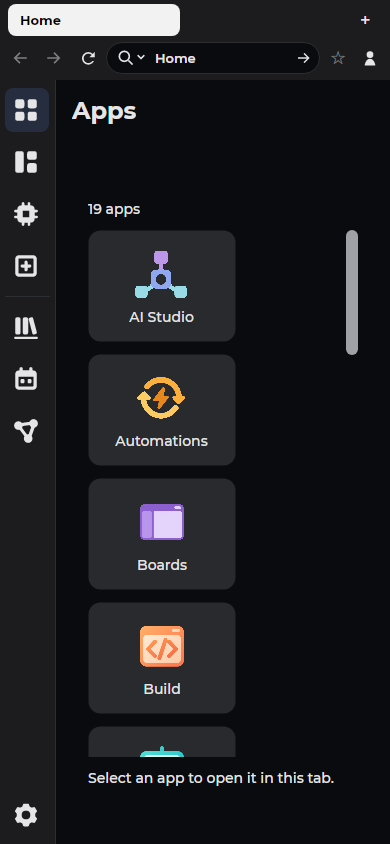 Home
Home
Apps
19 apps
AI Studio
Automations
Boards
Build
Select an app to open it in this tab.